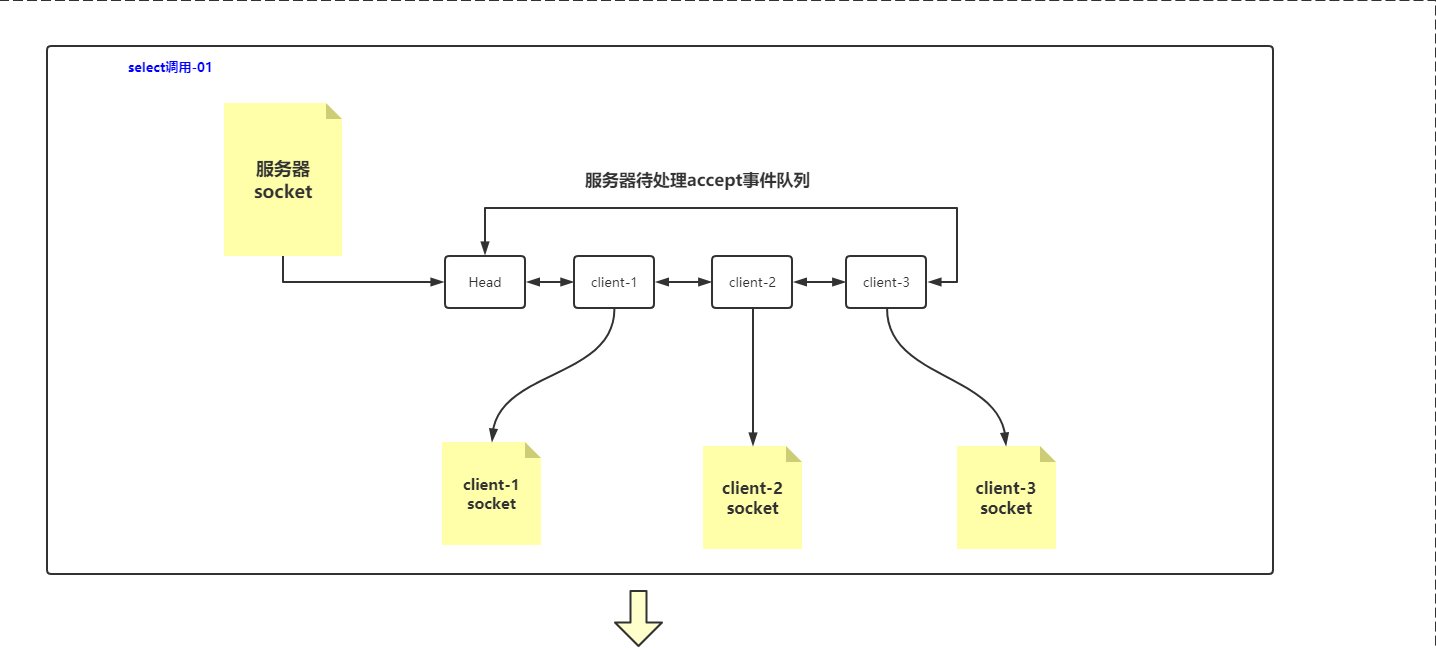 select调用-01
服务器
socket
服务器待处理accept事件队列
Head
client-1
client-2
client-3
client-1
socket
client-2
socket
client-3
socket